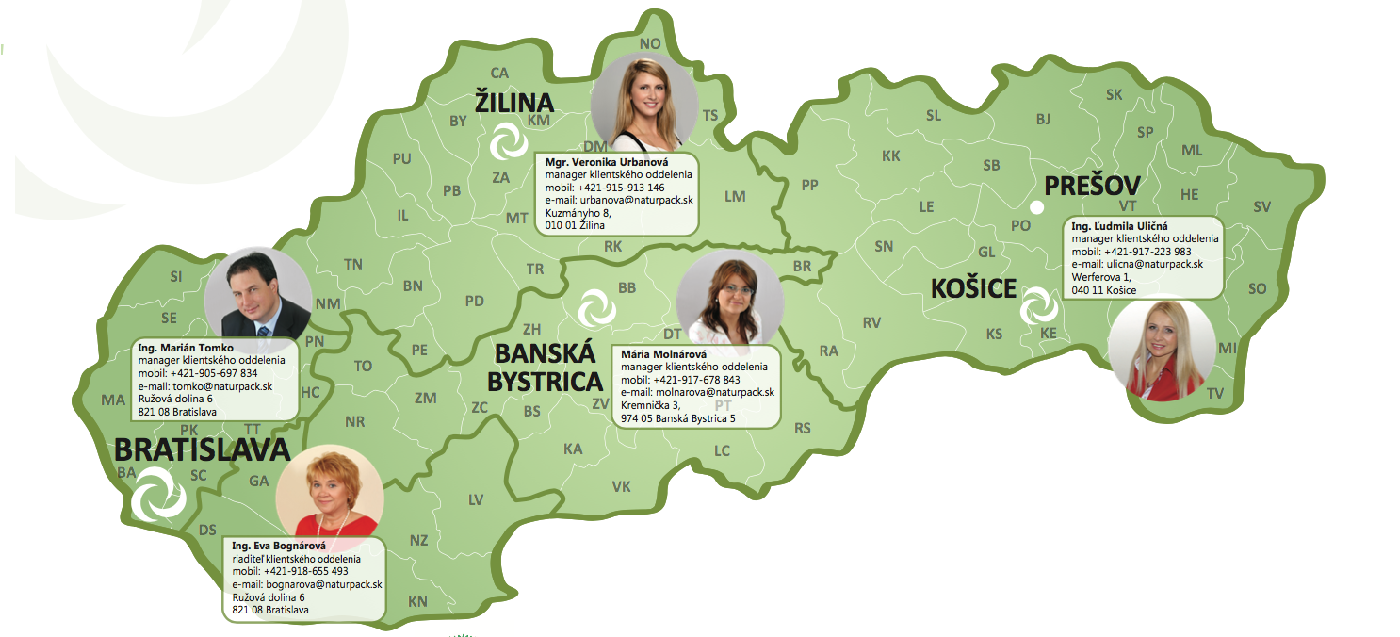 NO
CA
ŽILINA
BY
KM
TS
DM
PU
ZA
PB
MT
LM
IL
RK
Mgr. Veronika Urbanová
manager klientského oddelenia
mobil: +421-915-913 146
e-mail: urbanova@naturpack.sk
Kuzmányho 8,
010 01 Žilina
SK
SL
BJ
SP
KK
SB
ML
PP
PREŠOV
HE
LE
VT
SV
PO
SN
GL
BR
KOŠICE
SO
RV
KS
KE
RA
MI
TV
Ing. Ľudmila Uličná
manager klientského oddelenia
mobil: +421-917-223 983
e-mail: ulicna@naturpack.sk
Werferova 1,
040 11 Košice
SI
TN
TR
BN
PD
NM
SE
PN
BB
ZH
DT
PE
TO
BANSKÁ
BYSTRICA
Ing. Marián Tomko
manager klientského oddelenia
mobil: +421-905-697 834
e-mail: tomko@naturpack.sk
Ružová dolina 6
821 08 Bratislava
Mária Molnárová
manager klientského oddelenia
mobil: +421-917-678 843
e-mail: molnarova@naturpack.sk
Kremnička 3,
974 05 Banská Bystrica 5
MA
HC
ZM
ZC
BS
ZV
PT
NR
PK
TT
RS
KA
LC
BRATISLAVA
BA
SC
GA
VK
LV
DS
NZ
KN
Ing. Eva Bognárová
riaditeľ klientského oddelenia
mobil: +421-918-655 493
e-mail: bognarova@naturpack.sk
Ružová dolina 6
821 08 Bratislava